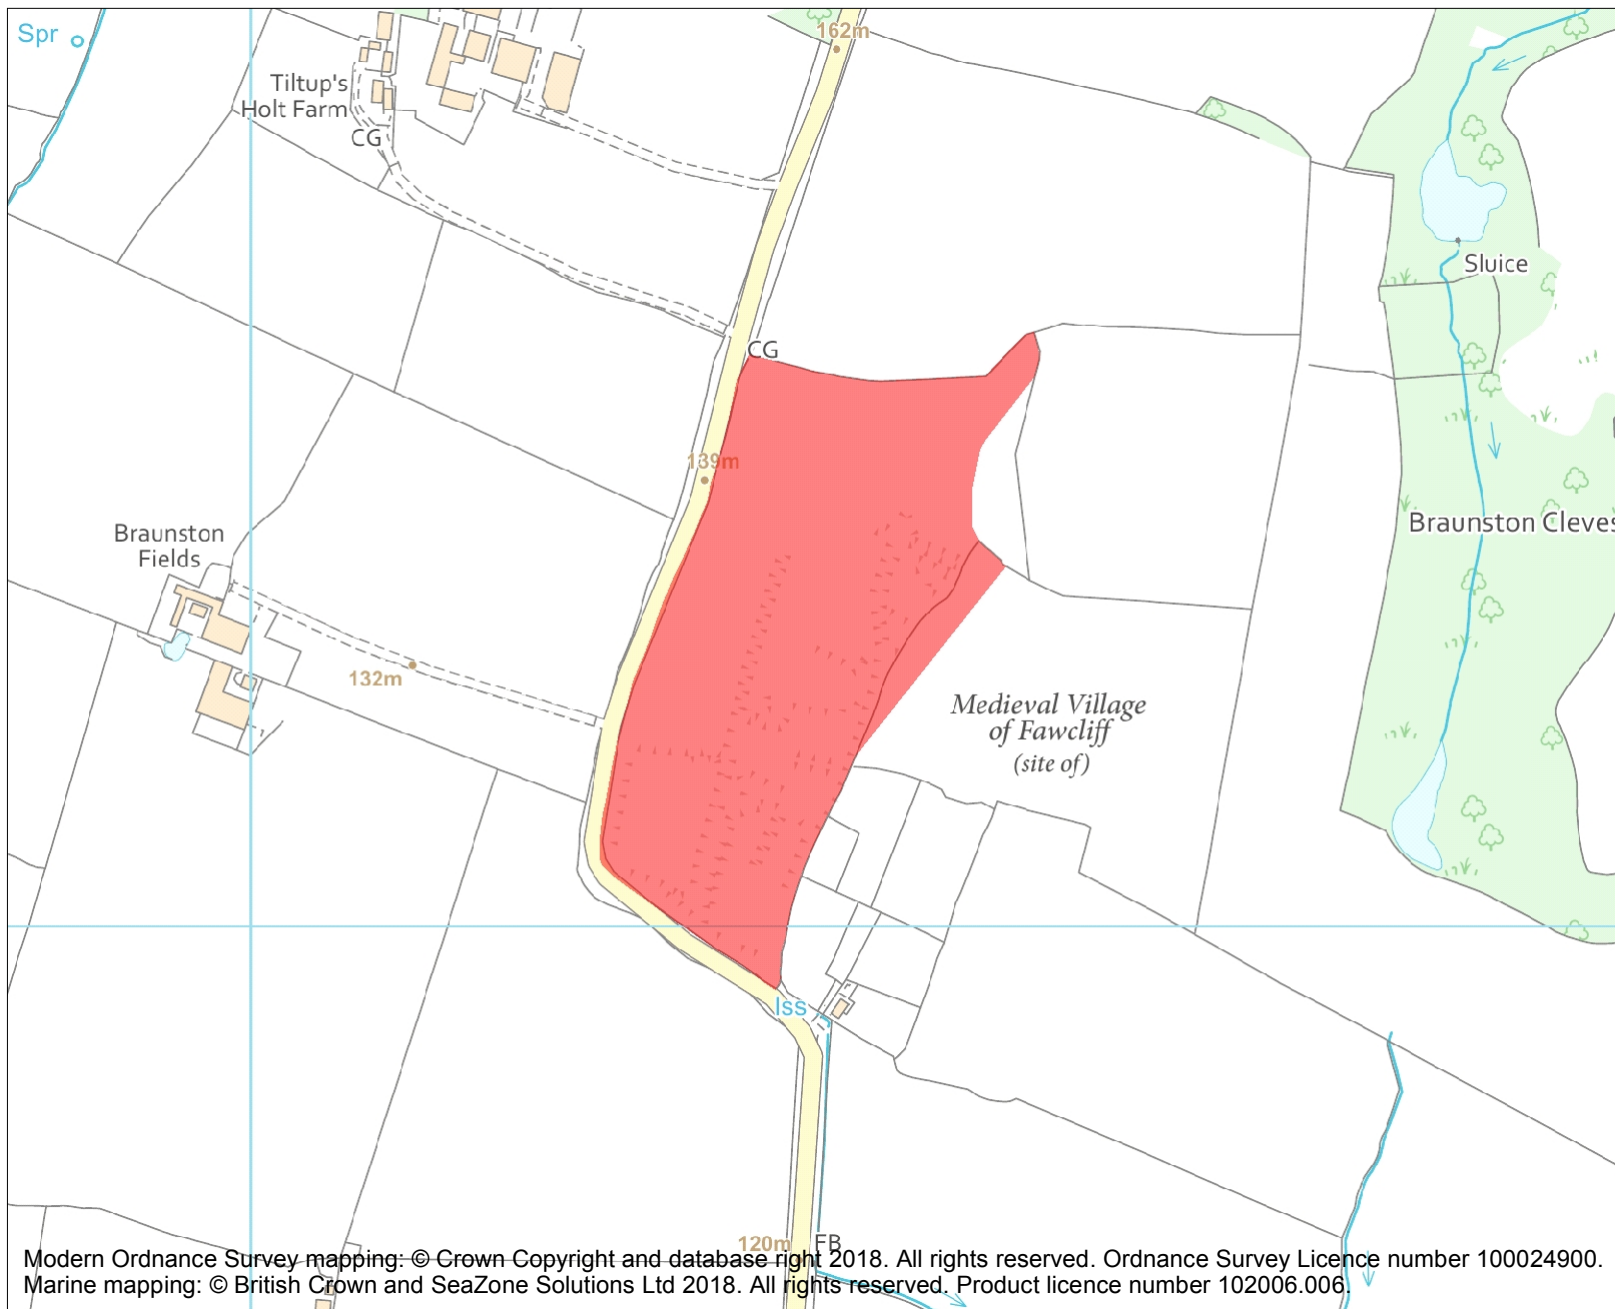 Spr
162m
Tiltup's
Holt Farm
CG
Sluice
CG
139m
Braunston Cleves
Braunston
Fields
132m
Medieval Village
of Fawcliff
(site of)
Iss
120m
FB
Modern Ordnance Survey mapping: © Crown Copyright and database right 2018. All rights reserved. Ordnance Survey Licence number 100024900.
Marine mapping: © British Crown and SeaZone Solutions Ltd 2018. All rights reserved. Product licence number 102006.006.